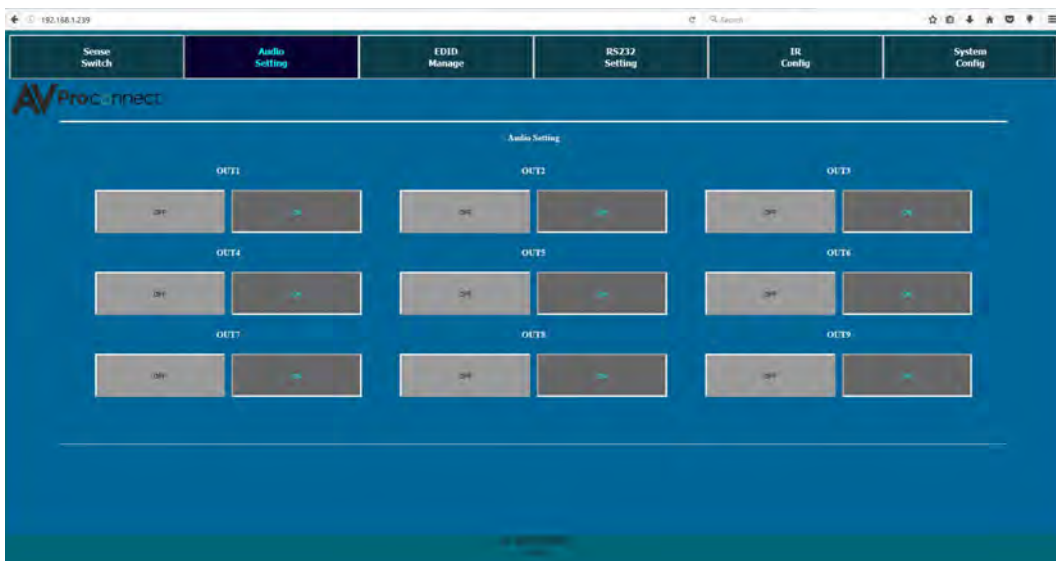 192.168.1.239
Search
Sense Switch
Audio Setting
EDID Manage
RS232 Setting
IR Config
System Config
AVProconnect
Audio Setting
OUT1 OUT2 OUT3
OFF ON OFF ON OFF ON
OUT4 OUT5 OUT6
OFF ON OFF ON OFF ON
OUT7 OUT8 OUT9
OFF ON OFF ON OFF ON